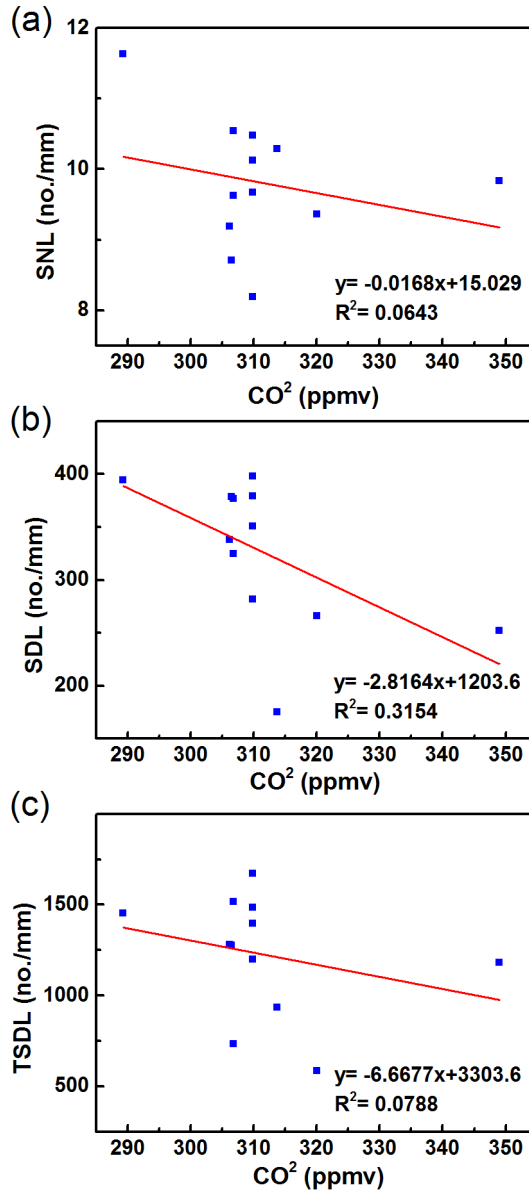 (a)
12
10
8
SNL (no./mm)
y= -0.0168x+15.029
R²= 0.0643
290 300 310 320 330 340 350
CO² (ppmv)
(b)
400
300
200
SDL (no./mm)
y= -2.8164x+1203.6
R²= 0.3154
290 300 310 320 330 340 350
CO² (ppmv)
(c)
1500
1000
500
TSDL (no./mm)
y= -6.6677x+3303.6
R²= 0.0788
290 300 310 320 330 340 350
CO² (ppmv)